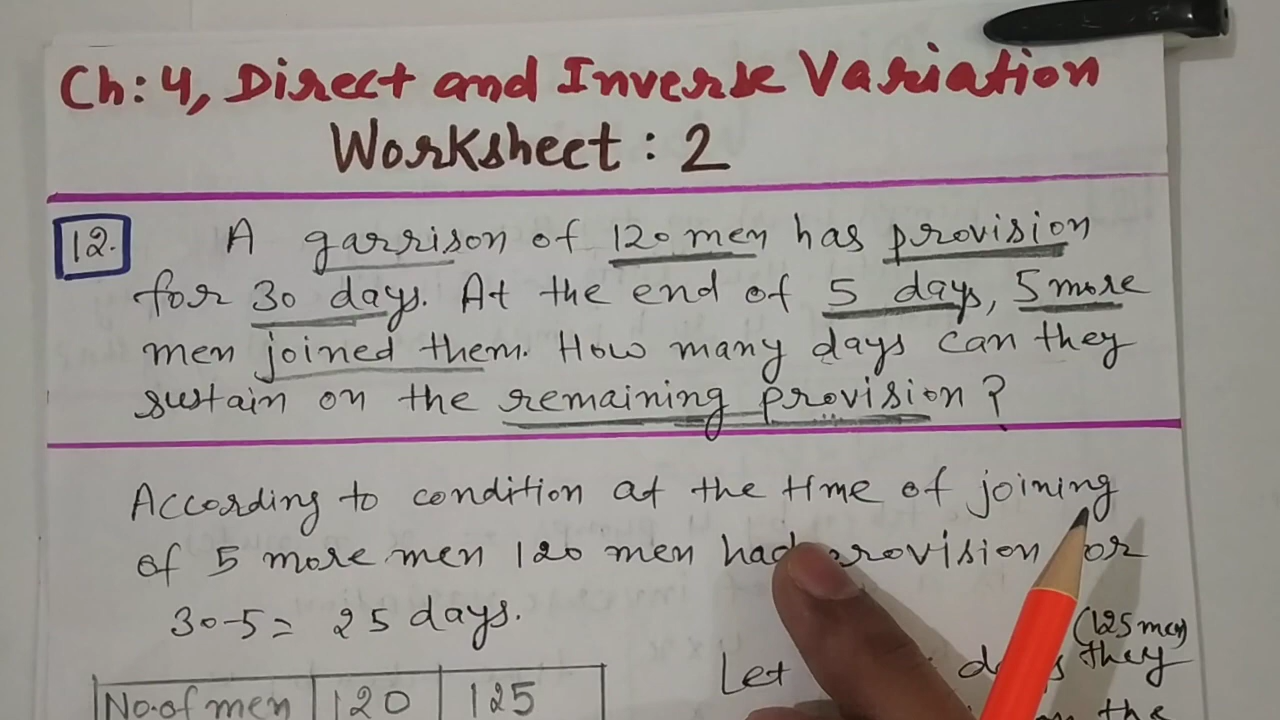 Ch: 4, Direct and Inverse Variation
Worksheet : 2
12.
A garrison of 120 men has provision
for 30 days. At the end of 5 days, 5 more
men joined them. How many days can they
sustain on the remaining provision ?
According to condition at the time of joining
of 5 more men 120 men had provision for
30-5= 25 days.
(125 men)
Let they
No. of men 120 125
the